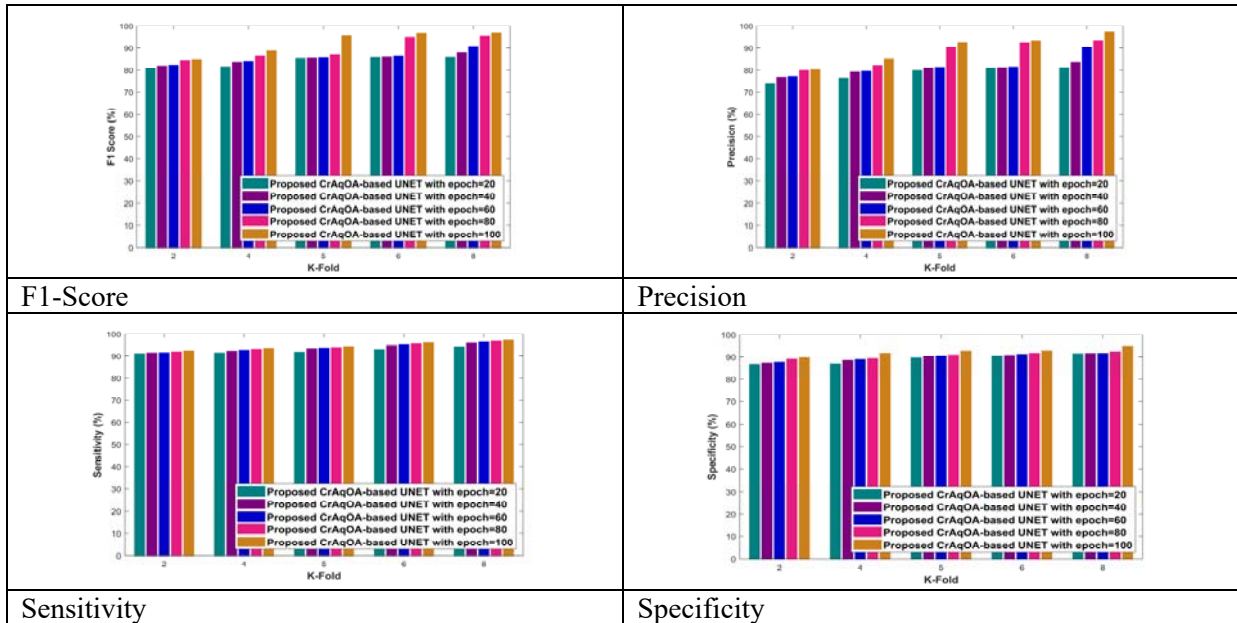 100
90
80
70
60
50
40
30
20
10
0
F1 Score (%)
Proposed CrAqOA-based UNET with epoch=20
Proposed CrAqOA-based UNET with epoch=40
Proposed CrAqOA-based UNET with epoch=60
Proposed CrAqOA-based UNET with epoch=80
Proposed CrAqOA-based UNET with epoch=100
2 4 5 6 8
K-Fold
F1-Score
100
90
80
70
60
50
40
30
20
10
0
Precision (%)
Proposed CrAqOA-based UNET with epoch=20
Proposed CrAqOA-based UNET with epoch=40
Proposed CrAqOA-based UNET with epoch=60
Proposed CrAqOA-based UNET with epoch=80
Proposed CrAqOA-based UNET with epoch=100
2 4 5 6 8
K-Fold
Precision
100
90
80
70
60
50
40
30
20
10
0
Sensitivity (%)
Proposed CrAqOA-based UNET with epoch=20
Proposed CrAqOA-based UNET with epoch=40
Proposed CrAqOA-based UNET with epoch=60
Proposed CrAqOA-based UNET with epoch=80
Proposed CrAqOA-based UNET with epoch=100
2 4 5 6 8
K-Fold
Sensitivity
100
90
80
70
60
50
40
30
20
10
0
Specificity (%)
Proposed CrAqOA-based UNET with epoch=20
Proposed CrAqOA-based UNET with epoch=40
Proposed CrAqOA-based UNET with epoch=60
Proposed CrAqOA-based UNET with epoch=80
Proposed CrAqOA-based UNET with epoch=100
2 4 5 6 8
K-Fold
Specificity